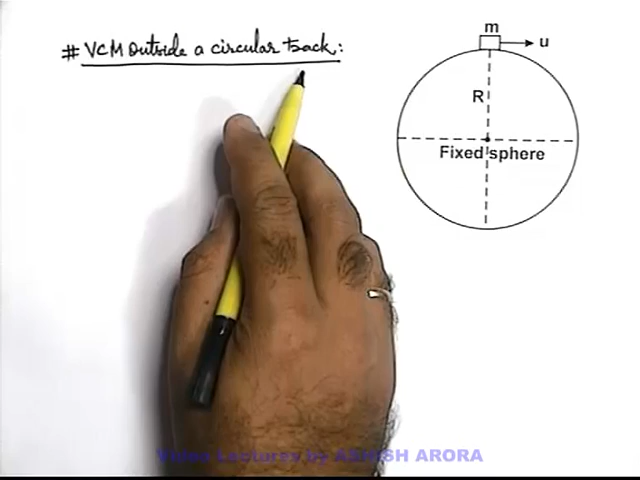 # VCM Outside a circular track:
m
u
R
Fixed sphere
Video Lectures by ASHISH ARORA